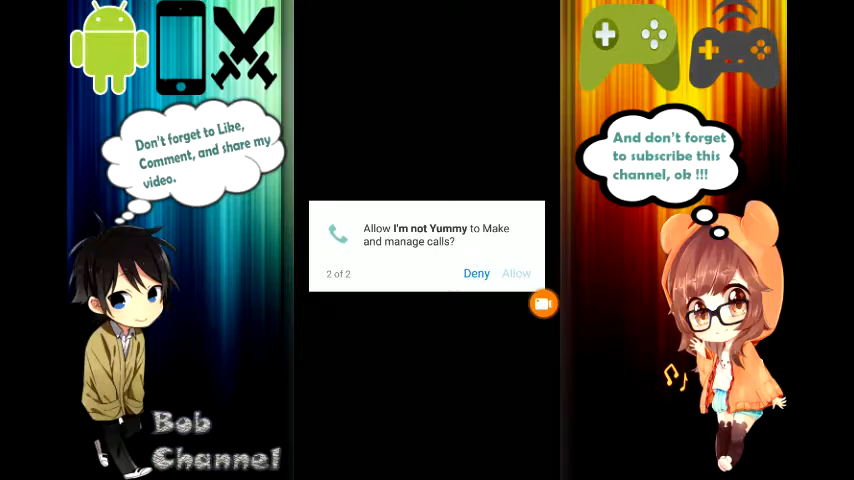 Don't forget to Like,
Comment, and share my
video.
And don't forget
to subscribe this
channel, ok !!!
Allow I'm not Yummy to Make
and manage calls?
2 of 2
Deny
Allow
Bob
Channel